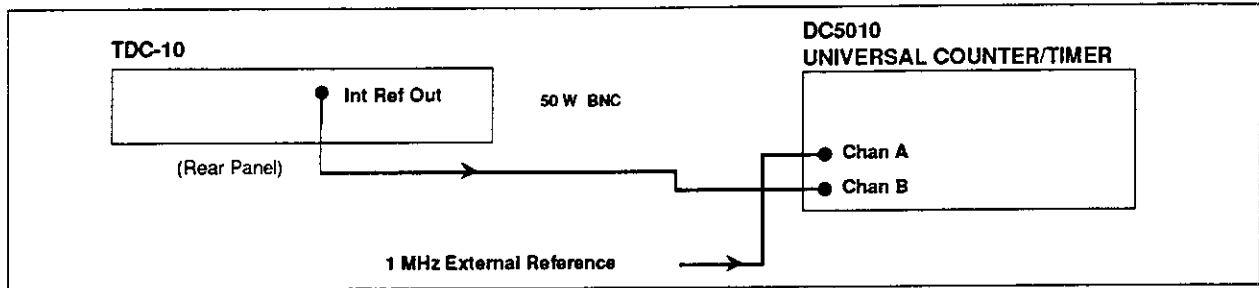 TDC-10
Int Ref Out
(Rear Panel)
50 W BNC
DC5010
UNIVERSAL COUNTER/TIMER
Chan A
Chan B
1 MHz External Reference